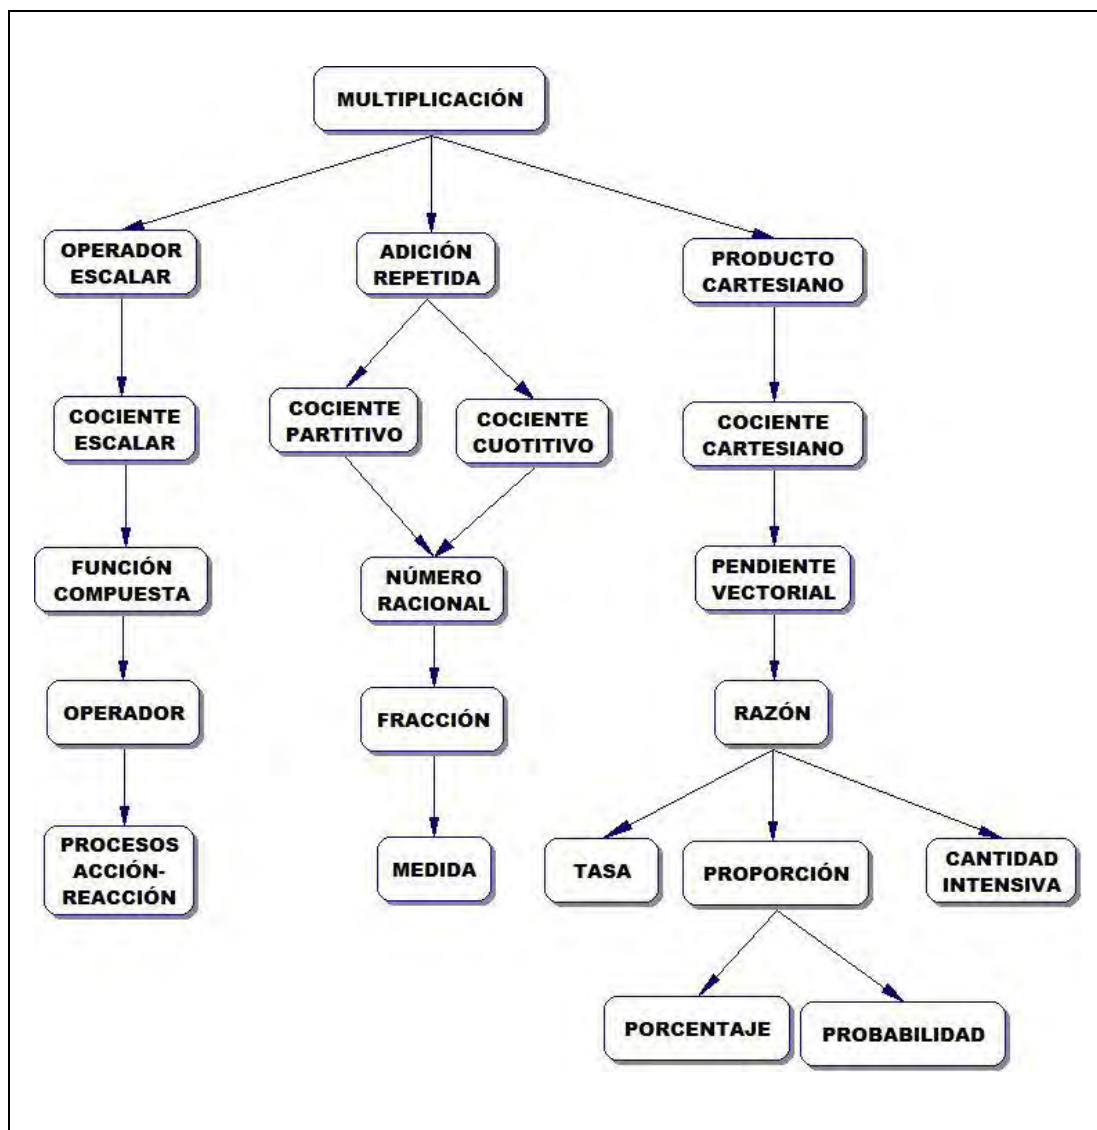 MULTIPLICACIÓN
OPERADOR
ESCALAR
ADICIÓN
REPETIDA
PRODUCTO
CARTESIANO
COCIENTE
ESCALAR
COCIENTE
PARTITIVO
COCIENTE
CUOTITIVO
COCIENTE
CARTESIANO
FUNCIÓN
COMPUESTA
NÚMERO
RACIONAL
PENDIENTE
VECTORIAL
OPERADOR
FRACCIÓN
RAZÓN
PROCESOS
ACCIÓN-
REACCIÓN
MEDIDA
TASA
PROPORCIÓN
CANTIDAD
INTENSIVA
PORCENTAJE
PROBABILIDAD